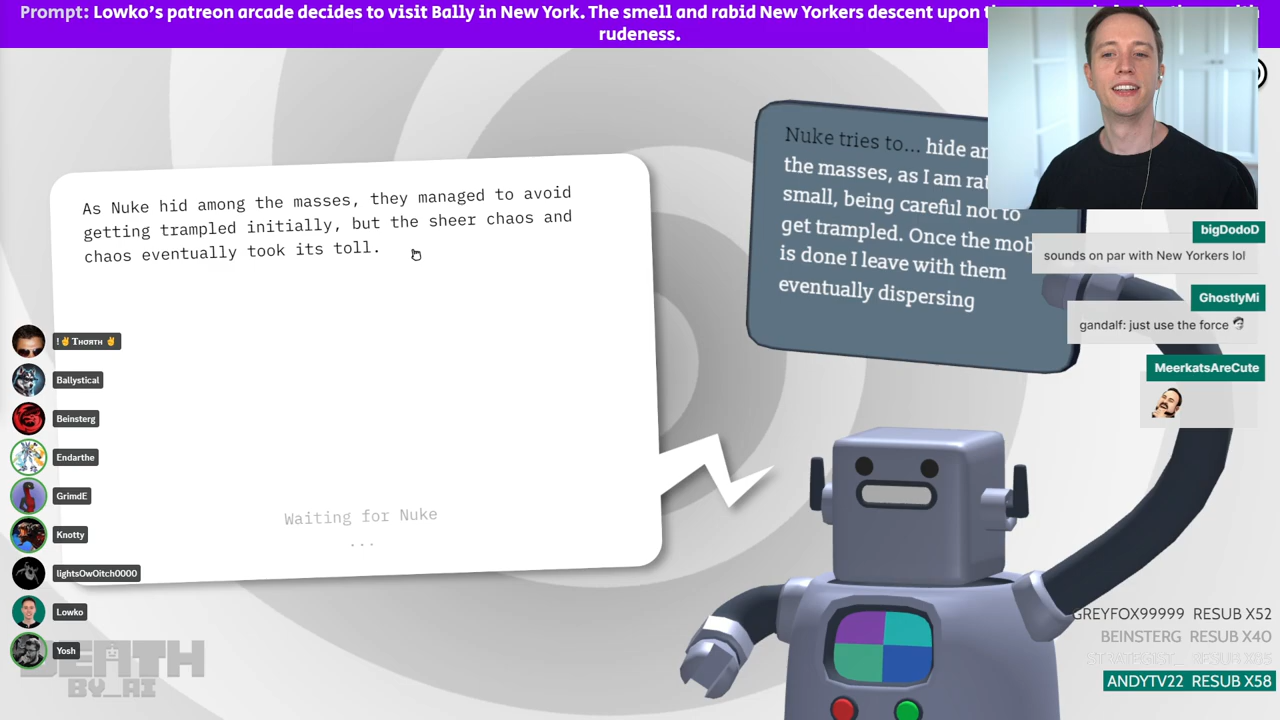 Prompt: Lowko's patreon arcade decides to visit Bally in New York. The smell and rabid New Yorkers descent upon
rudeness.
As Nuke hid among the masses, they managed to avoid
getting trampled initially, but the sheer chaos and
chaos eventually took its toll.
Waiting for Nuke
...
Nuke tries to... hide
the masses, as I am
small, being careful not to
get trampled. Once the mob
is done I leave with them
eventually dispersing
bigDodoD
sounds on par with New Yorkers lol
GhostlyMi
gandalf: just use the force
MeerkatsAreCute
!✌Tʜσʀᴛʜ ✌
Ballystical
Beinsterg
Endarthe
GrimdE
Knotty
lightsOwOitch0000
Lowko
Yosh
DEATH
BY_AI
GREYFOX99999 RESUB X52
BEINSTERG RESUB X40
ANDYTV22 RESUB X58